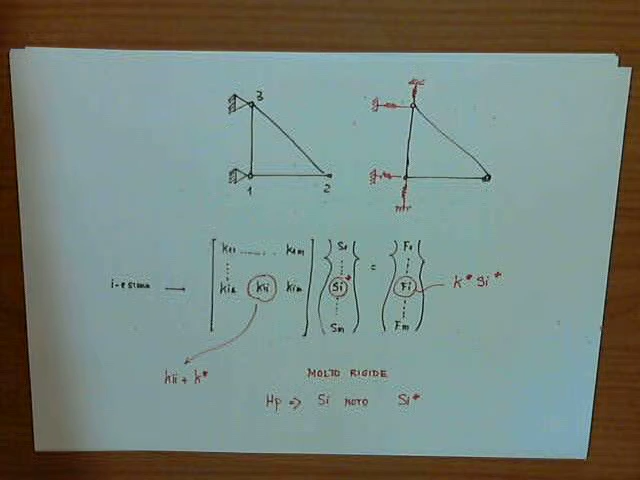 3
1 2
k11 ........ k1m S1 F1
i-esima → ki1 kii kim Si* = Fi k* Si*
Sm Fm
kii + k*
MOLTO RIGIDE
Hp ⇒ Si NOTO Si*